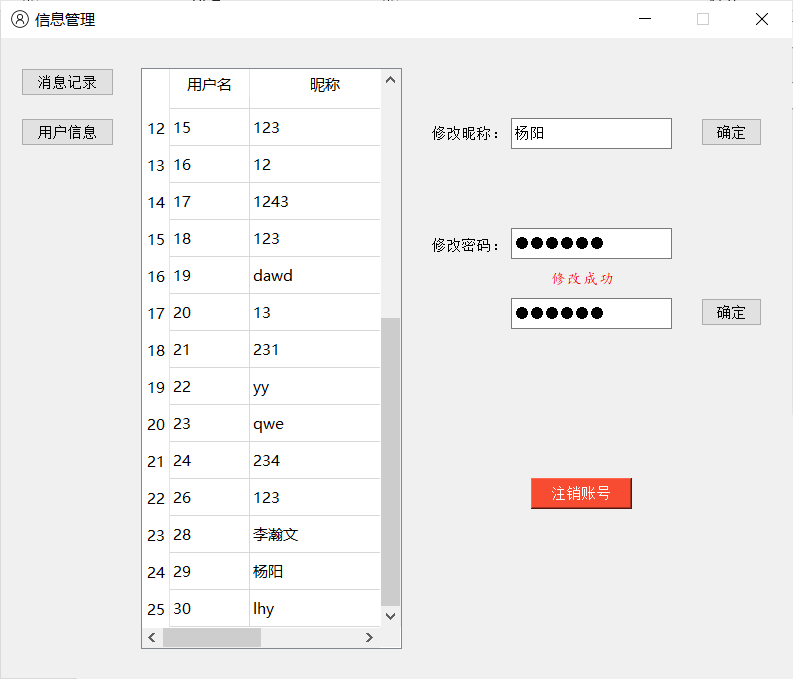 信息管理
消息记录
用户信息
用户名 昵称
12 15 123
13 16 12
14 17 1243
15 18 123
16 19 dawd
17 20 13
18 21 231
19 22 yy
20 23 qwe
21 24 234
22 26 123
23 28 李瀚文
24 29 杨阳
25 30 lhy
修改昵称： 杨阳 确定
修改密码： ●●●●●●
修改成功
●●●●●● 确定
注销账号